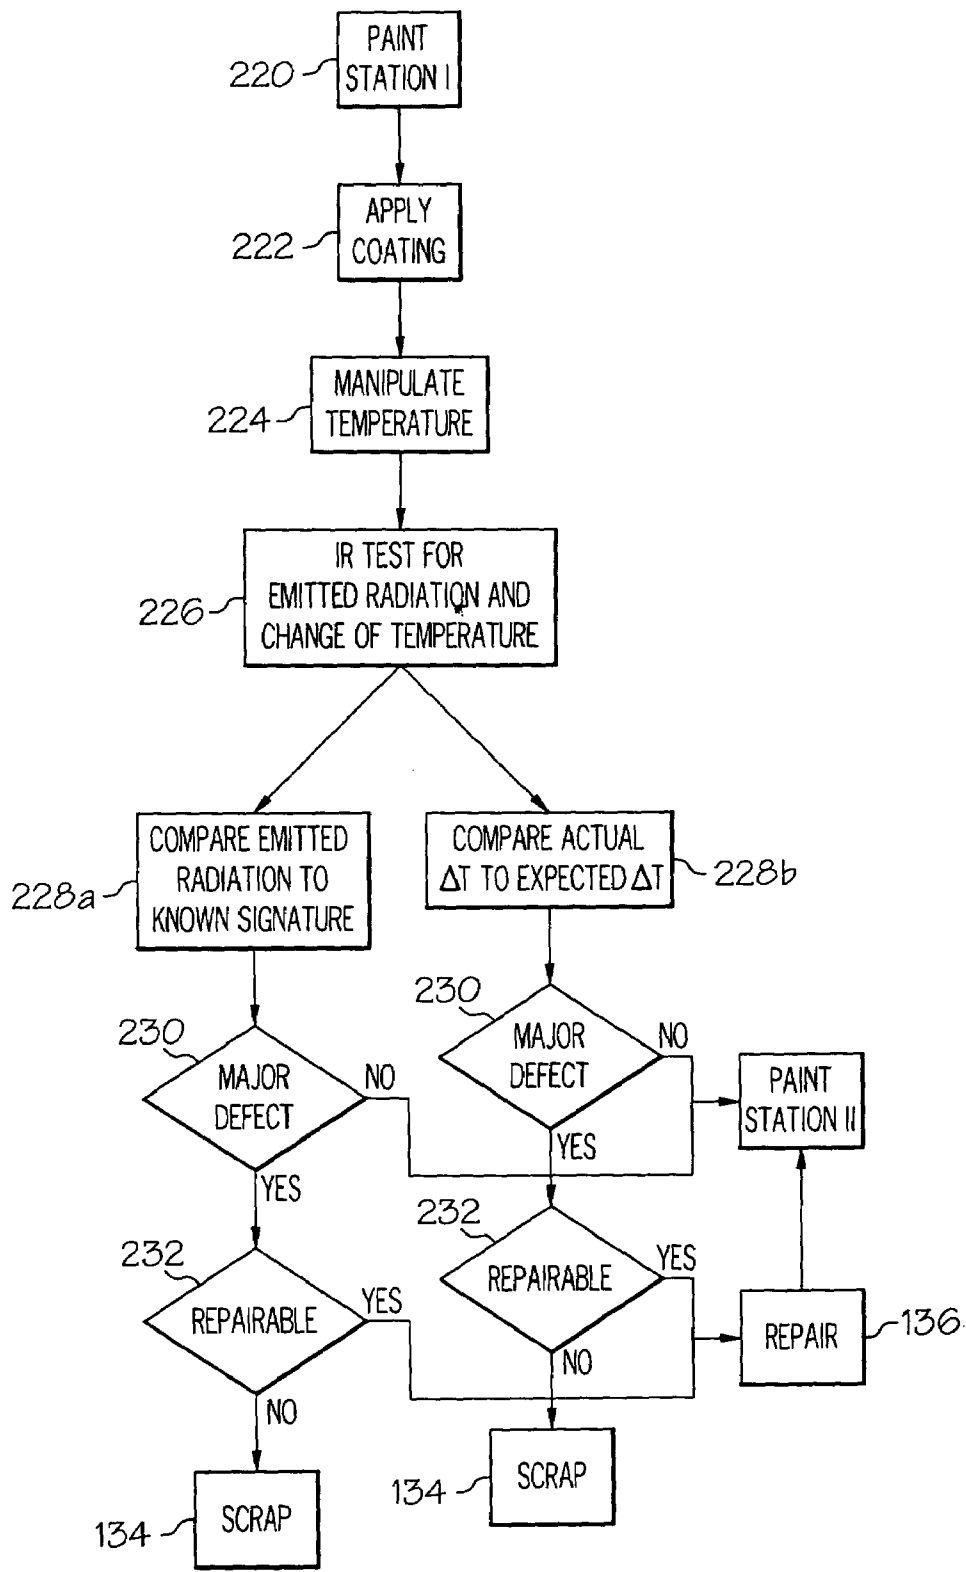 PAINT
STATION I
220
APPLY
COATING
222
MANIPULATE
TEMPERATURE
224
IR TEST FOR
EMITTED RADIATION AND
CHANGE OF TEMPERATURE
226
COMPARE EMITTED
RADIATION TO
KNOWN SIGNATURE
228a
COMPARE ACTUAL
ΔT TO EXPECTED ΔT
228b
230
MAJOR
DEFECT
NO
YES
230
MAJOR
DEFECT
NO
YES
PAINT
STATION II
232
REPAIRABLE
YES
NO
232
REPAIRABLE
YES
NO
REPAIR
136
SCRAP
134
SCRAP
134